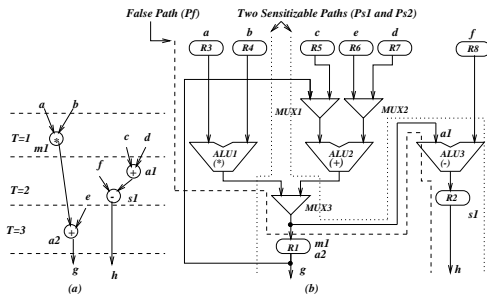 False Path (Pf)
Two Sensitizable Paths (Ps1 and Ps2)
a b c e d f
R3 R4 R5 R6 R7 R8
a b
MUX1 MUX2
T=1 * m1
c d
a1
ALU1 (*)
ALU2 (+)
ALU3 (-)
+ a1
f
T=2 - s1
MUX3
R2
s1
e
T=3
a2 +
R1 m1 a2
g h
g h
(a) (b)